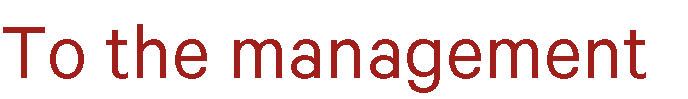 To the management